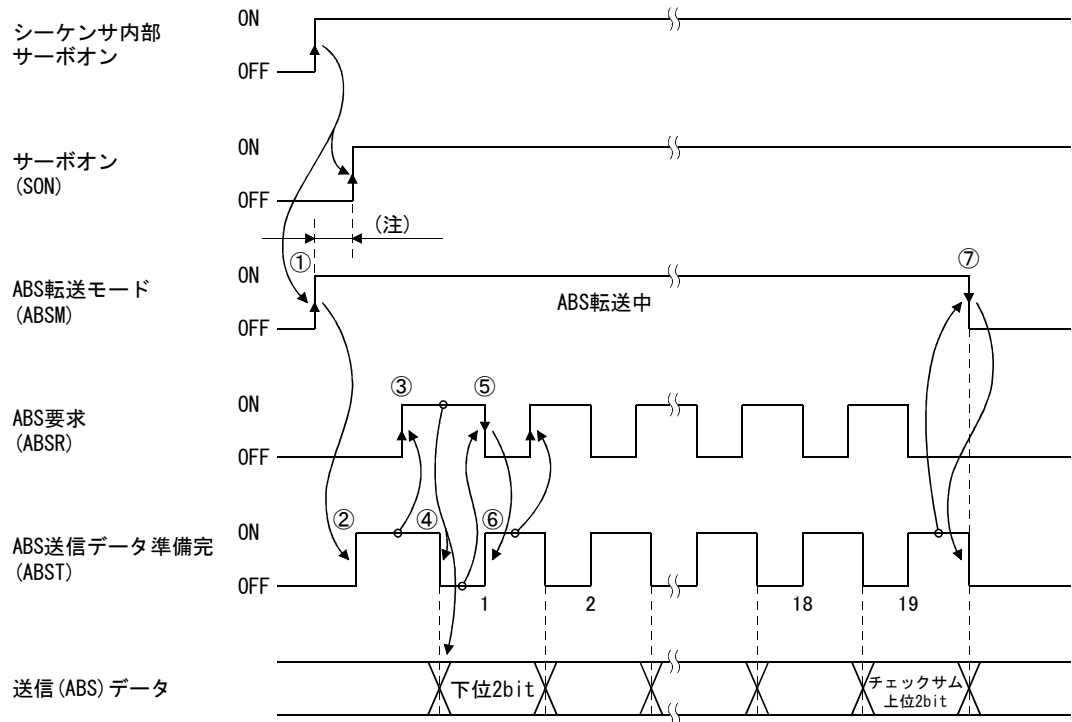 シーケンサ内部
サーボオン
ON
OFF
サーボオン
(SON)
ON
OFF
(注)
ABS転送モード
(ABSM)
ON
OFF
①
ABS転送中
⑦
ABS要求
(ABSR)
ON
OFF
③
⑤
ABS送信データ準備完
(ABST)
ON
OFF
②
④
⑥
1
2
18
19
送信(ABS)データ
下位2bit
チェックサム
上位2bit